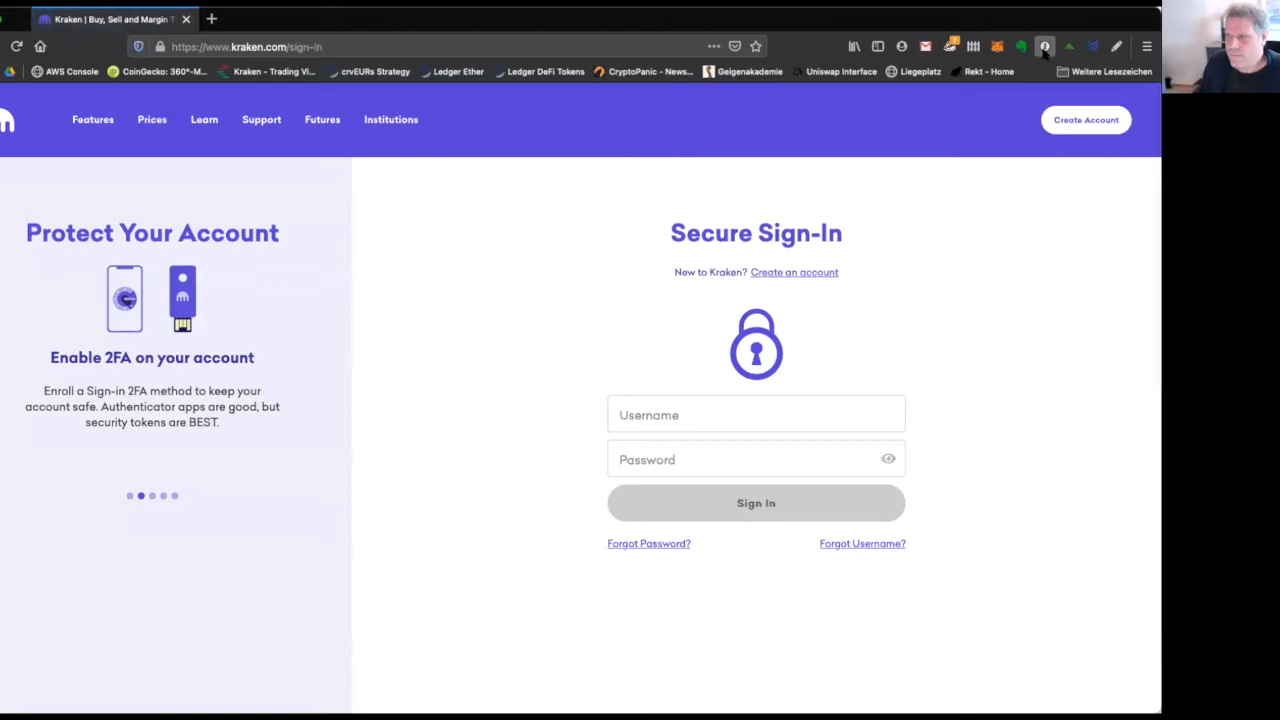 Kraken | Buy, Sell and Margin T
https://www.kraken.com/sign-in
7
AWS Console
CoinGecko: 360°-M...
Kraken - Trading Vi...
crvEURs Strategy
Ledger Ether
Ledger DeFi Tokens
CryptoPanic - News...
Geigenakademie
Uniswap Interface
Liegeplatz
Rekt - Home
Weitere Lesezeichen
Features
Prices
Learn
Support
Futures
Institutions
Create Account
Protect Your Account
Enable 2FA on your account
Enroll a Sign-in 2FA method to keep your
account safe. Authenticator apps are good, but
security tokens are BEST.
Secure Sign-In
New to Kraken? Create an account
Username
Password
Sign In
Forgot Password?
Forgot Username?